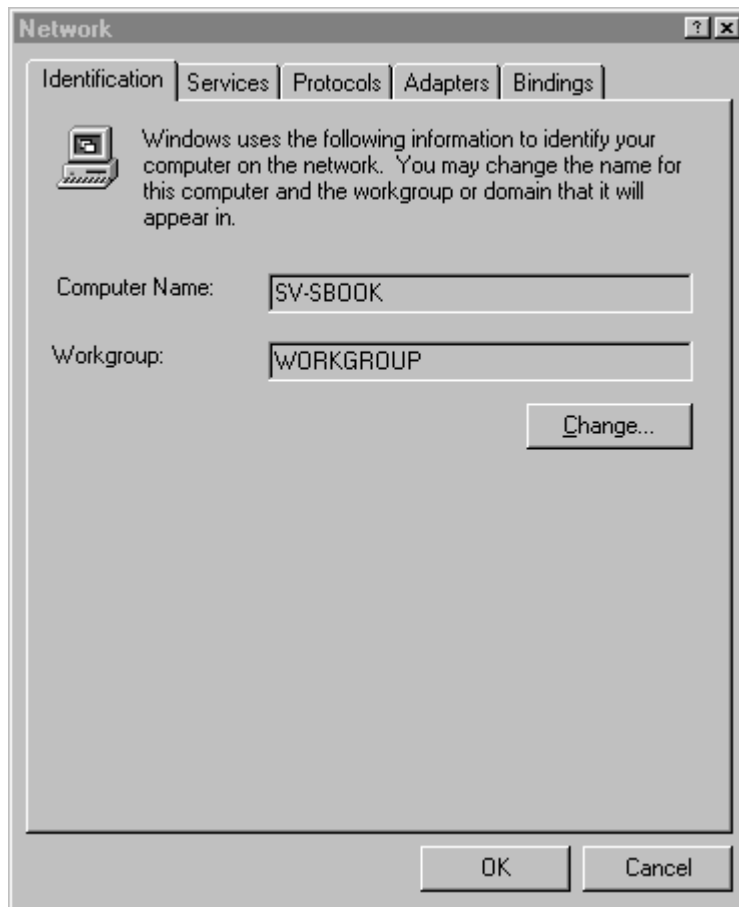 Network
Identification Services Protocols Adapters Bindings
Windows uses the following information to identify your
computer on the network. You may change the name for
this computer and the workgroup or domain that it will
appear in.
Computer Name: SV-SBOOK
Workgroup: WORKGROUP
Change...
OK Cancel